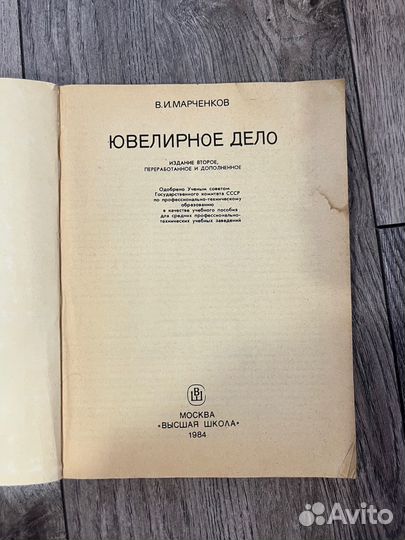 В.И.МАРЧЕНКОВ
ЮВЕЛИРНОЕ ДЕЛО
ИЗДАНИЕ ВТОРОЕ,
ПЕРЕРАБОТАННОЕ И ДОПОЛНЕННОЕ
Одобрено Ученым советом
Государственного комитета СССР
по профессионально-техническому
образованию
в качестве учебного пособия
для средних профессионально-
технических учебных заведений
ВШ
МОСКВА
«ВЫСШАЯ ШКОЛА»
1984
Avito